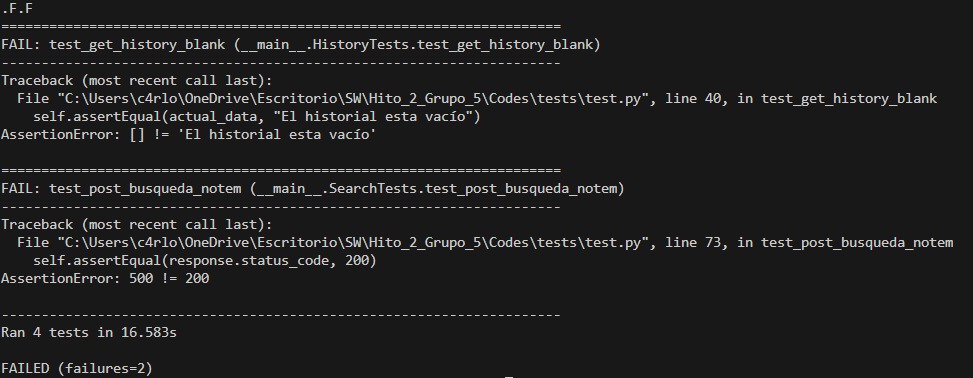 .F.F
======================================================================
FAIL: test_get_history_blank (__main__.HistoryTests.test_get_history_blank)
----------------------------------------------------------------------
Traceback (most recent call last):
  File "C:\Users\c4rlo\OneDrive\Escritorio\SW\Hito_2_Grupo_5\Codes\tests\test.py", line 40, in test_get_history_blank
    self.assertEqual(actual_data, "El historial esta vacío")
AssertionError: [] != 'El historial esta vacío'

======================================================================
FAIL: test_post_busqueda_notem (__main__.SearchTests.test_post_busqueda_notem)
----------------------------------------------------------------------
Traceback (most recent call last):
  File "C:\Users\c4rlo\OneDrive\Escritorio\SW\Hito_2_Grupo_5\Codes\tests\test.py", line 73, in test_post_busqueda_notem
    self.assertEqual(response.status_code, 200)
AssertionError: 500 != 200

----------------------------------------------------------------------
Ran 4 tests in 16.583s

FAILED (failures=2)